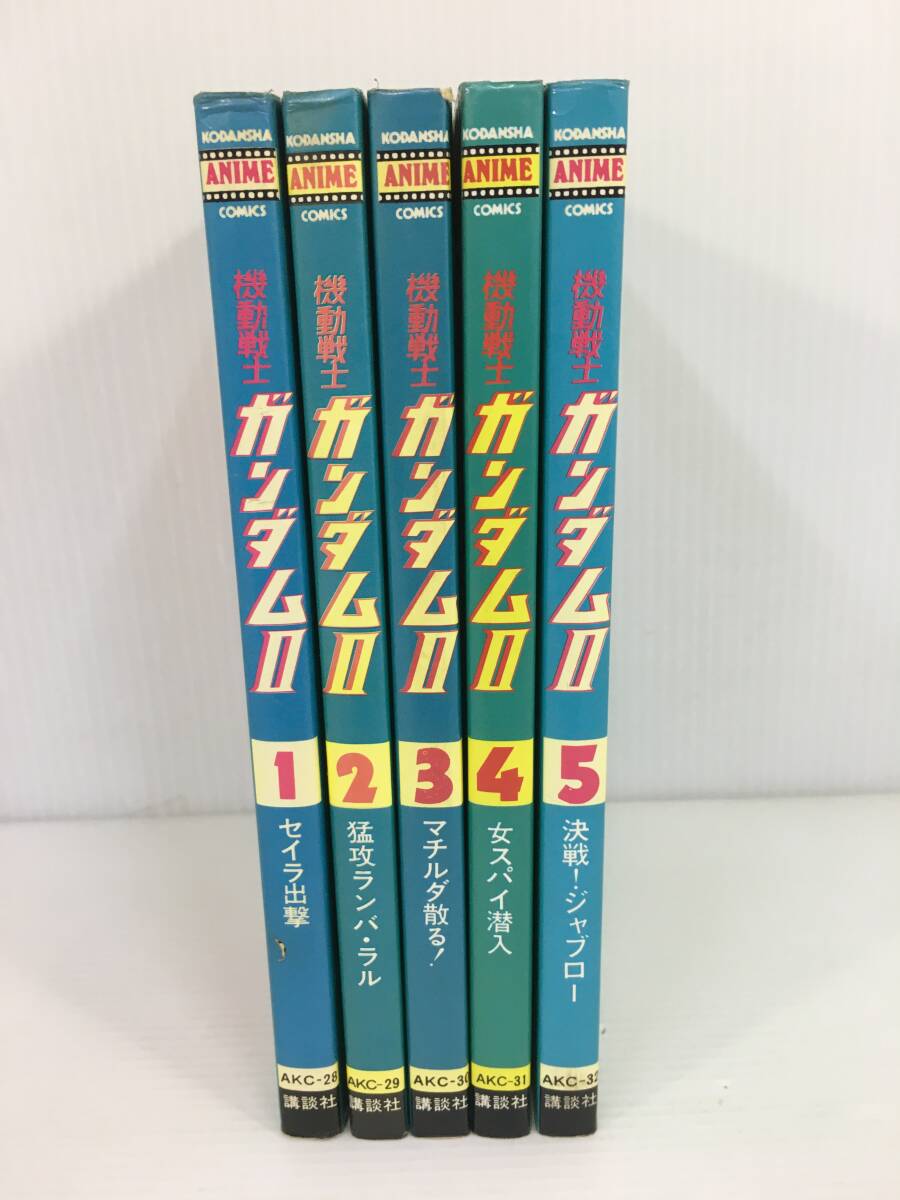 KODANSHA
ANIME
COMICS
機動戦士
ガンダムII
1
セイラ出撃
AKC-28
講談社
KODANSHA
ANIME
COMICS
機動戦士
ガンダムII
2
猛攻ランバ・ラル
AKC-29
講談社
KODANSHA
ANIME
COMICS
機動戦士
ガンダムII
3
マチルダ散る!
AKC-30
講談社
KODANSHA
ANIME
COMICS
機動戦士
ガンダムII
4
女スパイ潜入
AKC-31
講談社
KODANSHA
ANIME
COMICS
機動戦士
ガンダムII
5
決戦!ジャブロー
AKC-32
講談社